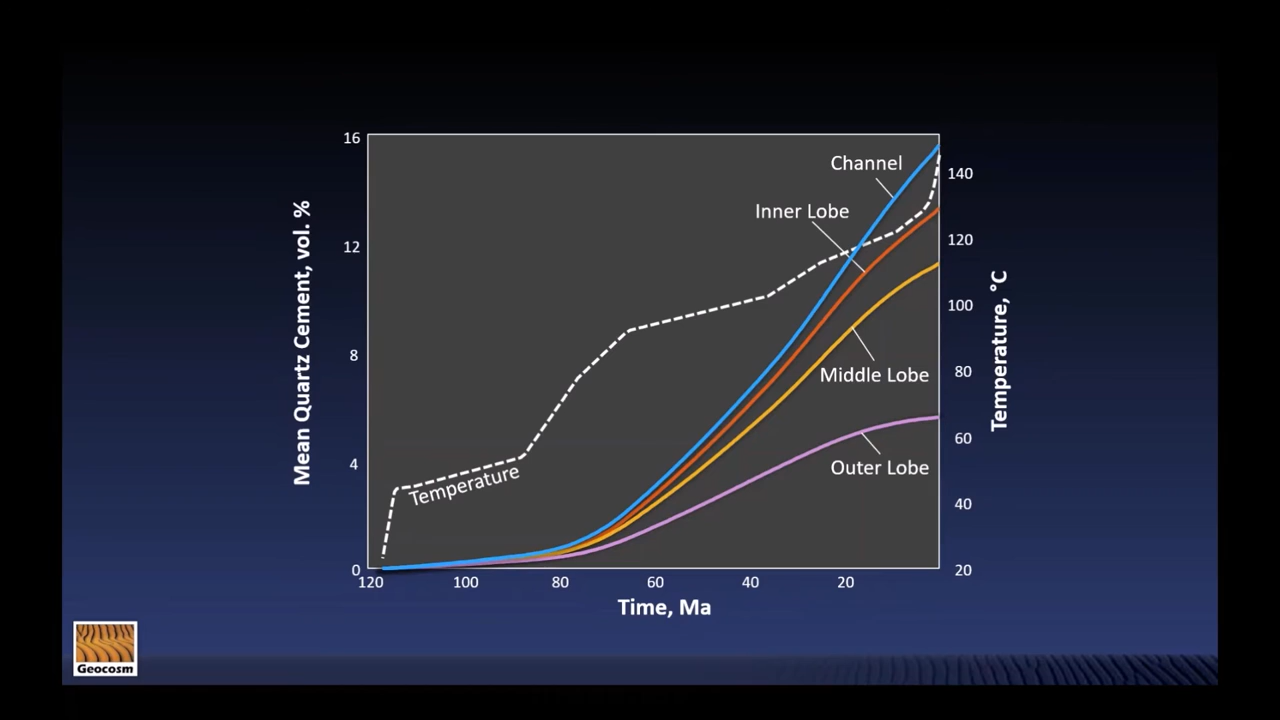 16
Channel
140
Inner Lobe
Mean Quartz Cement, vol. %
12
120
Temperature, °C
100
8
80
Middle Lobe
60
4
Temperature
Outer Lobe
40
0
20
120
100
80
60
40
20
Time, Ma
Geocosm